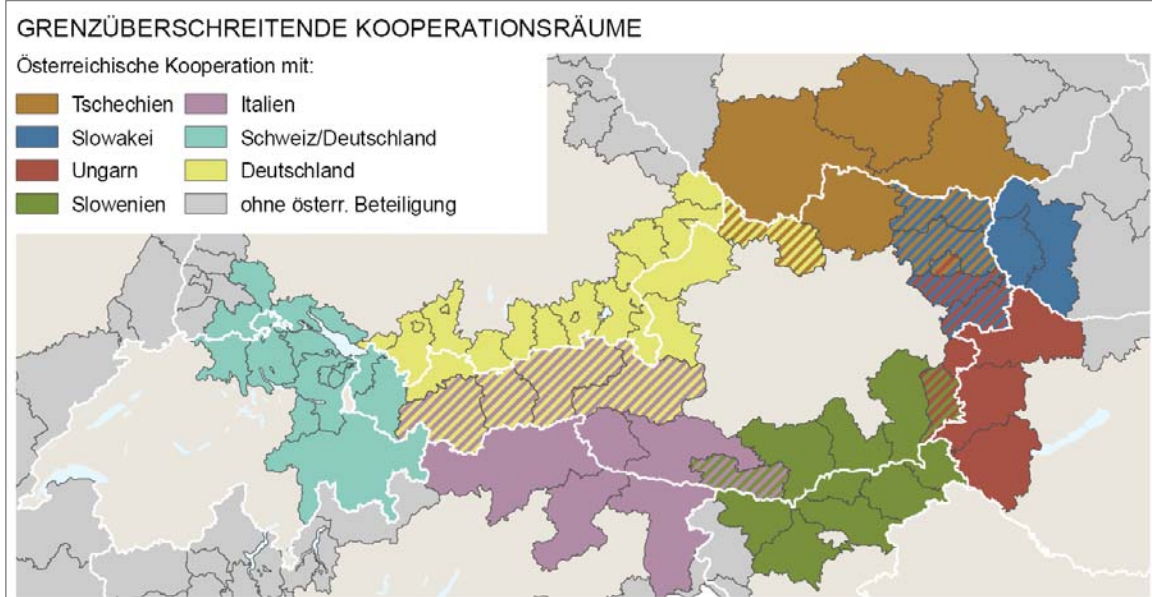 GRENZÜBERSCHREITENDE KOOPERATIONSRÄUME
Österreichische Kooperation mit:
Tschechien
Slowakei
Ungarn
Slowenien
Italien
Schweiz/Deutschland
Deutschland
ohne österr. Beteiligung